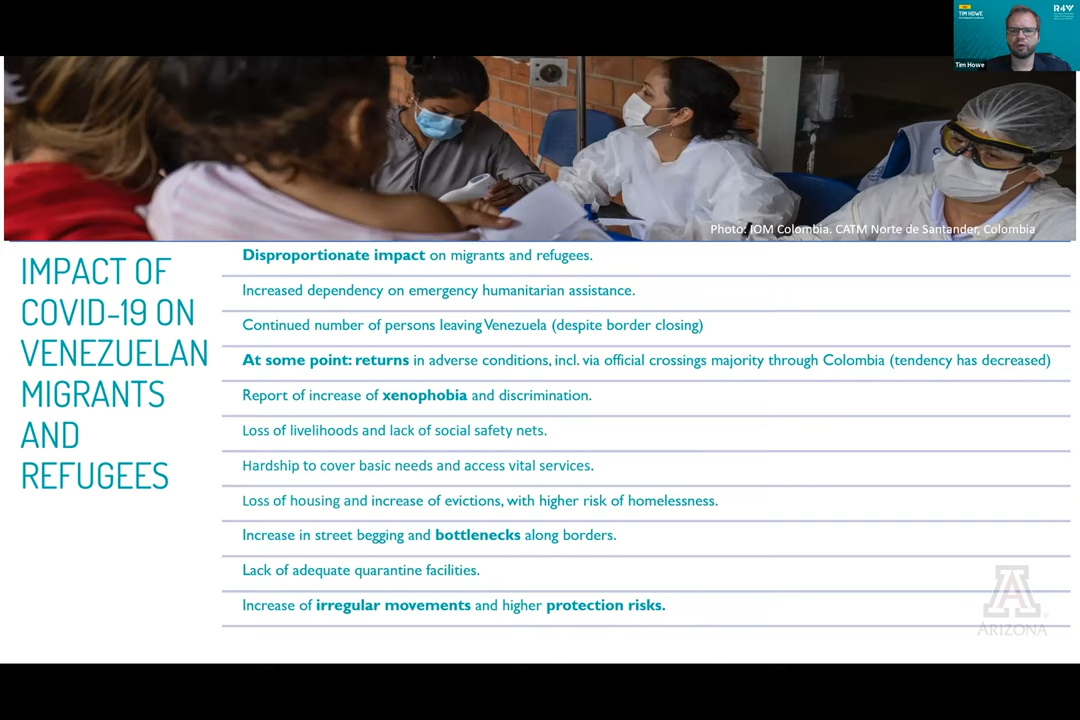 TIM HOWE
R4V
Tim Howe
Photo: IOM Colombia. CATM Norte de Santander, Colombia
IMPACT OF
COVID-19 ON
VENEZUELAN
MIGRANTS
AND
REFUGEES
Disproportionate impact on migrants and refugees.
Increased dependency on emergency humanitarian assistance.
Continued number of persons leaving Venezuela (despite border closing)
At some point: returns in adverse conditions, incl. via official crossings majority through Colombia (tendency has decreased)
Report of increase of xenophobia and discrimination.
Loss of livelihoods and lack of social safety nets.
Hardship to cover basic needs and access vital services.
Loss of housing and increase of evictions, with higher risk of homelessness.
Increase in street begging and bottlenecks along borders.
Lack of adequate quarantine facilities.
Increase of irregular movements and higher protection risks.
A
ARIZONA